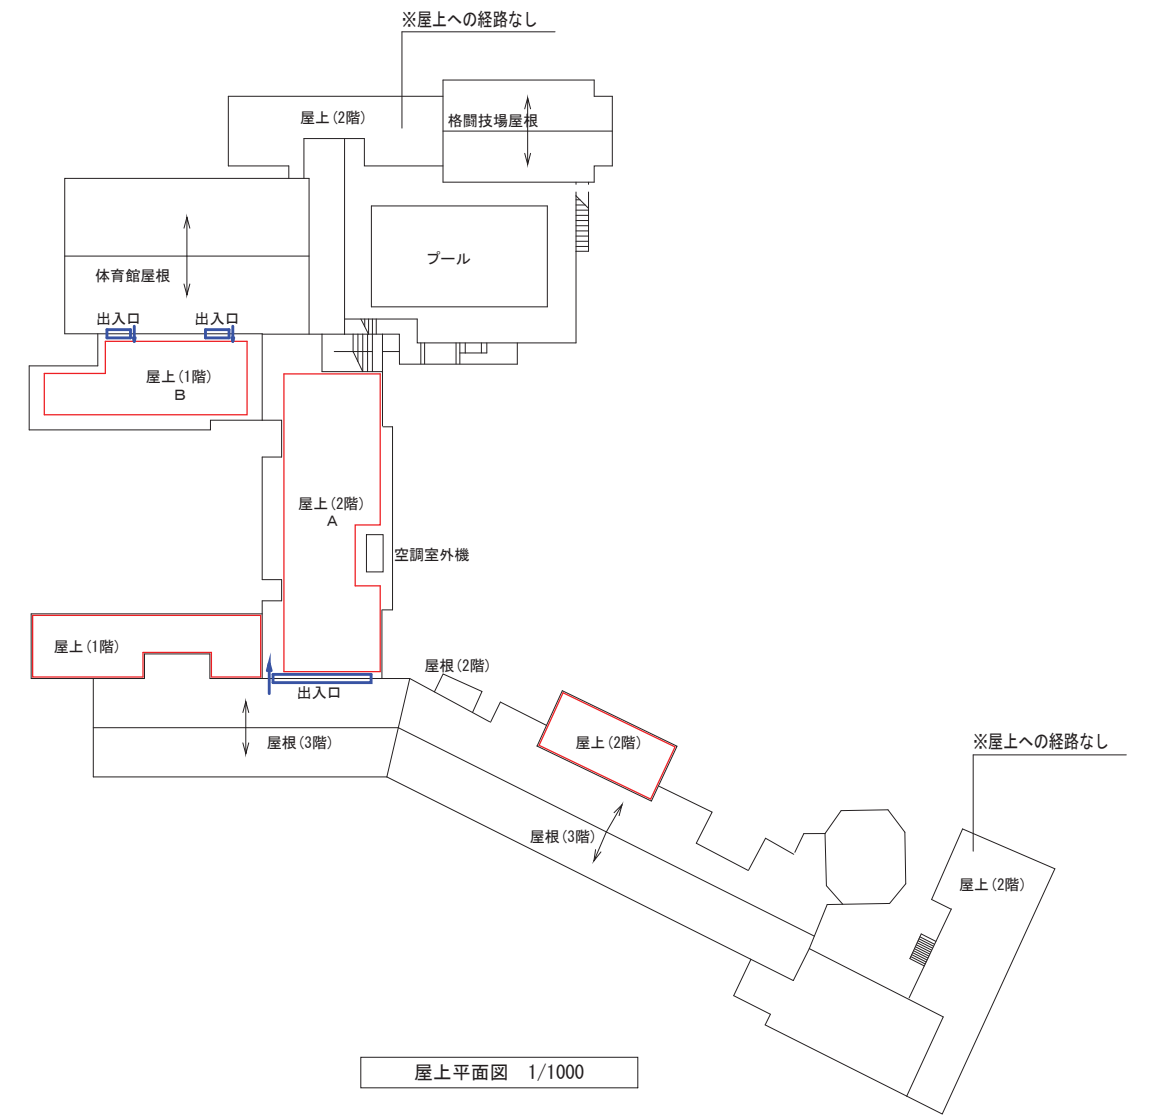 ※屋上への経路なし
屋上(2階)
格闘技場屋根
プール
体育館屋根
出入口
出入口
屋上(1階)
B
屋上(2階)
A
空調室外機
屋上(1階)
出入口
屋根(2階)
屋根(3階)
屋上(2階)
※屋上への経路なし
屋根(3階)
屋上(2階)
屋上平面図 1/1000